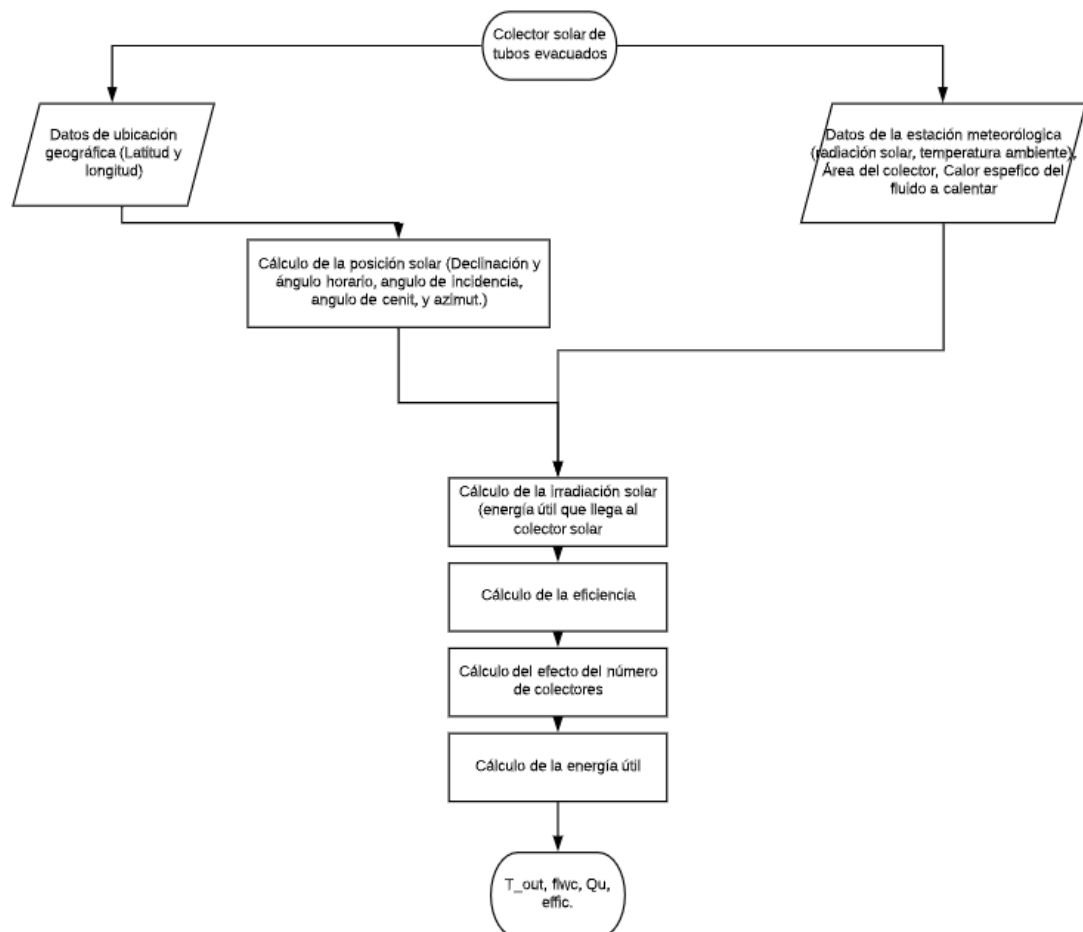 Colector solar de
tubos evacuados
Datos de ubicación
geográfica (Latitud y
longitud)
Datos de la estación meteorológica
(radiación solar, temperatura ambiente),
Área del colector, Calor espefico del
fluido a calentar
Cálculo de la posición solar (Declinación y
ángulo horario, angulo de incidencia,
angulo de cenit, y azimut.)
Cálculo de la irradiación solar
(energía útil que llega al
colector solar
Cálculo de la eficiencia
Cálculo del efecto del número
de colectores
Cálculo de la energía útil
T_out, flwc, Qu,
effic.